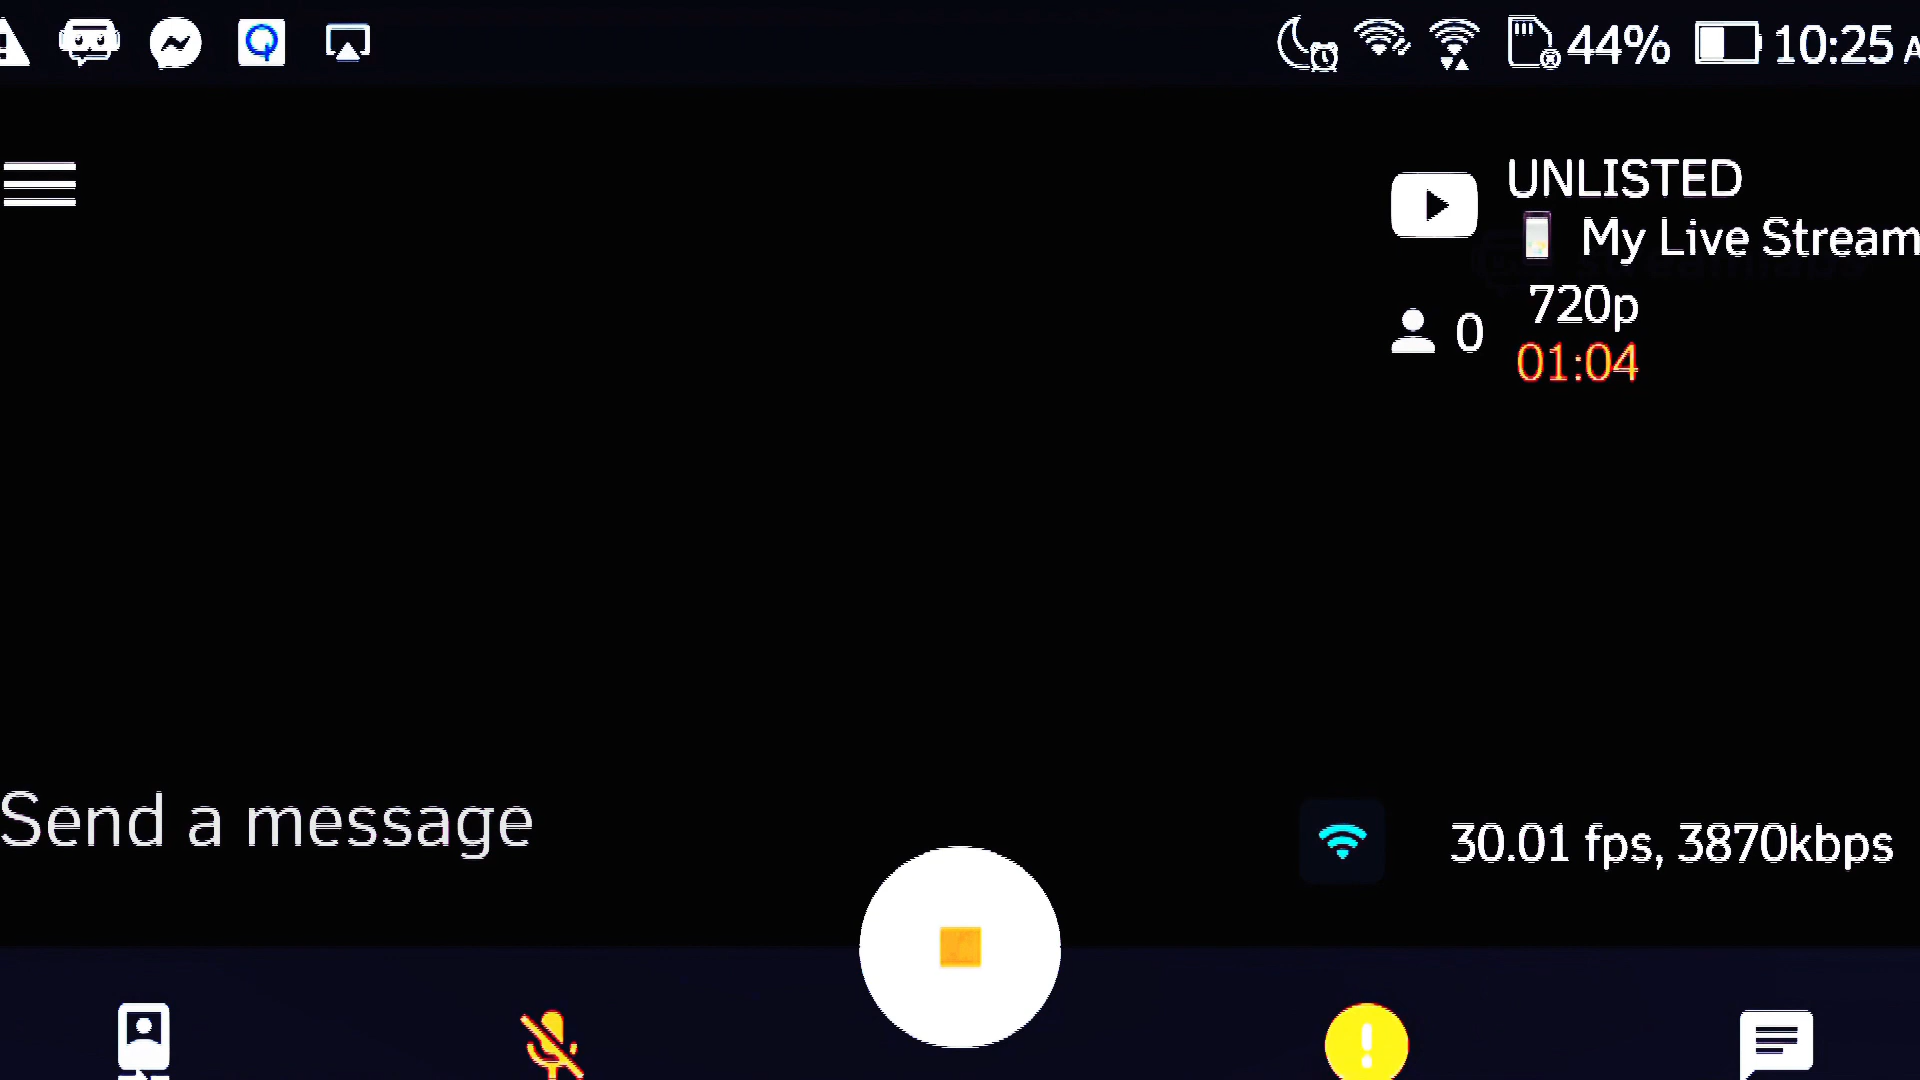 44% 10:25 A
UNLISTED
My Live Stream
720p
0
01:04
Send a message
30.01 fps, 3870kbps